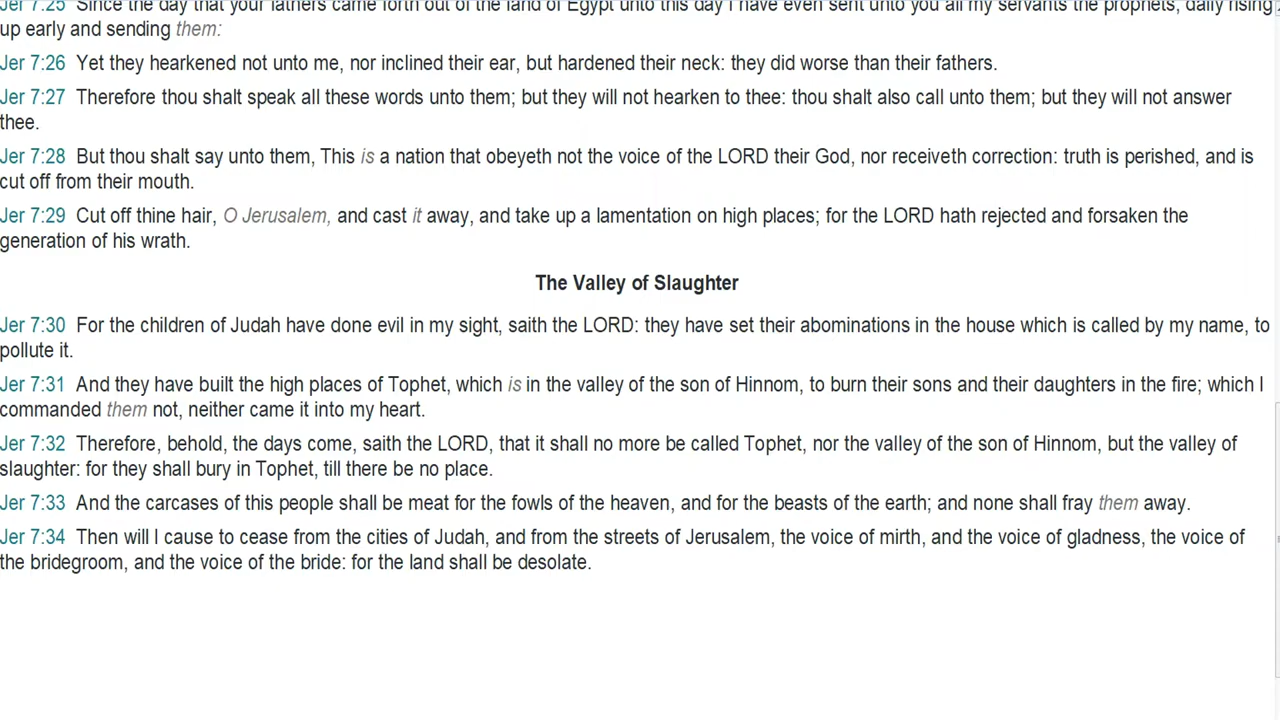 Jer 7:25 Since the day that your fathers came forth out of the land of Egypt unto this day I have even sent unto you all my servants the prophets, daily rising
up early and sending them:
Jer 7:26 Yet they hearkened not unto me, nor inclined their ear, but hardened their neck: they did worse than their fathers.
Jer 7:27 Therefore thou shalt speak all these words unto them; but they will not hearken to thee: thou shalt also call unto them; but they will not answer
thee.
Jer 7:28 But thou shalt say unto them, This is a nation that obeyeth not the voice of the LORD their God, nor receiveth correction: truth is perished, and is
cut off from their mouth.
Jer 7:29 Cut off thine hair, O Jerusalem, and cast it away, and take up a lamentation on high places; for the LORD hath rejected and forsaken the
generation of his wrath.
The Valley of Slaughter
Jer 7:30 For the children of Judah have done evil in my sight, saith the LORD: they have set their abominations in the house which is called by my name, to
pollute it.
Jer 7:31 And they have built the high places of Tophet, which is in the valley of the son of Hinnom, to burn their sons and their daughters in the fire; which I
commanded them not, neither came it into my heart.
Jer 7:32 Therefore, behold, the days come, saith the LORD, that it shall no more be called Tophet, nor the valley of the son of Hinnom, but the valley of
slaughter: for they shall bury in Tophet, till there be no place.
Jer 7:33 And the carcases of this people shall be meat for the fowls of the heaven, and for the beasts of the earth; and none shall fray them away.
Jer 7:34 Then will I cause to cease from the cities of Judah, and from the streets of Jerusalem, the voice of mirth, and the voice of gladness, the voice of
the bridegroom, and the voice of the bride: for the land shall be desolate.